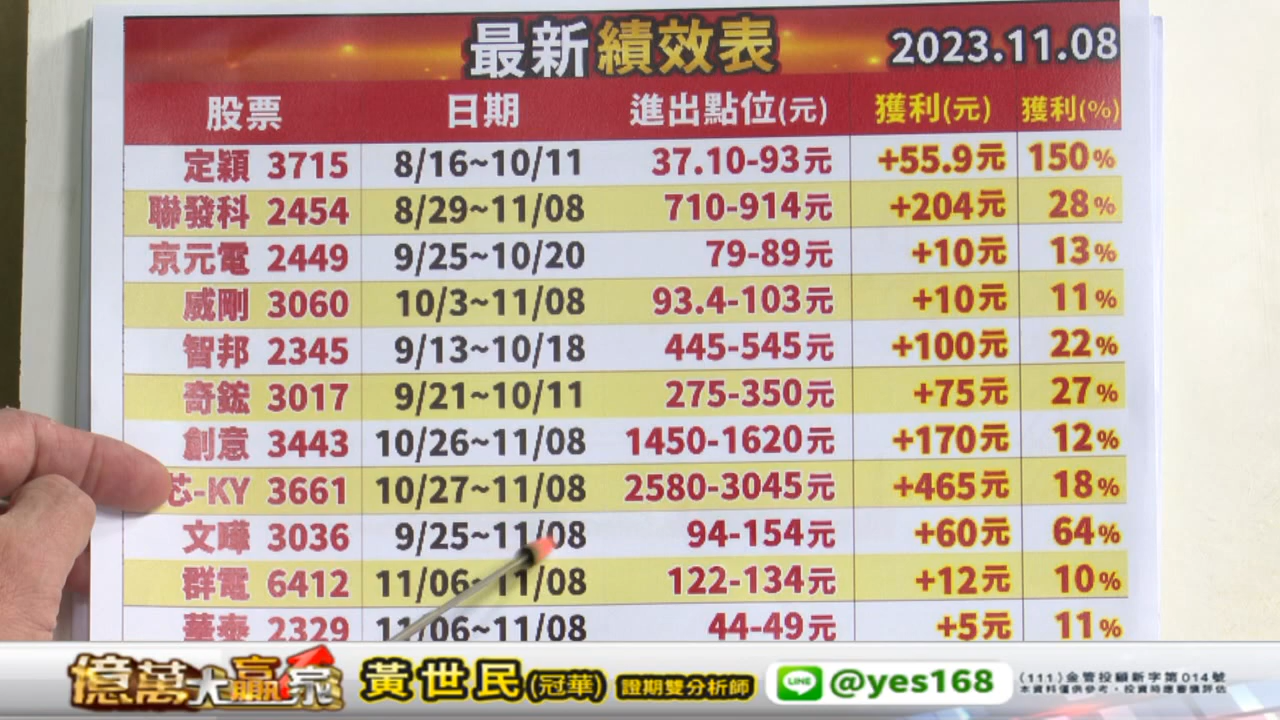 最新績效表 2023.11.08
股票 日期 進出點位(元) 獲利(元) 獲利(%)
定穎 3715 8/16~10/11 37.10-93元 +55.9元 150%
聯發科 2454 8/29~11/08 710-914元 +204元 28%
京元電 2449 9/25~10/20 79-89元 +10元 13%
威剛 3060 10/3~11/08 93.4-103元 +10元 11%
智邦 2345 9/13~10/18 445-545元 +100元 22%
奇鋐 3017 9/21~10/11 275-350元 +75元 27%
創意 3443 10/26~11/08 1450-1620元 +170元 12%
芯-KY 3661 10/27~11/08 2580-3045元 +465元 18%
文曄 3036 9/25~11/08 94-154元 +60元 64%
群電 6412 11/06~11/08 122-134元 +12元 10%
華泰 2329 11/06~11/08 44-49元 +5元 11%
億萬大贏家 黃世民(冠華) 證期雙分析師 LINE @yes168
(111)金管投顧新字第014號
本資料僅供參考，投資時應審慎評估